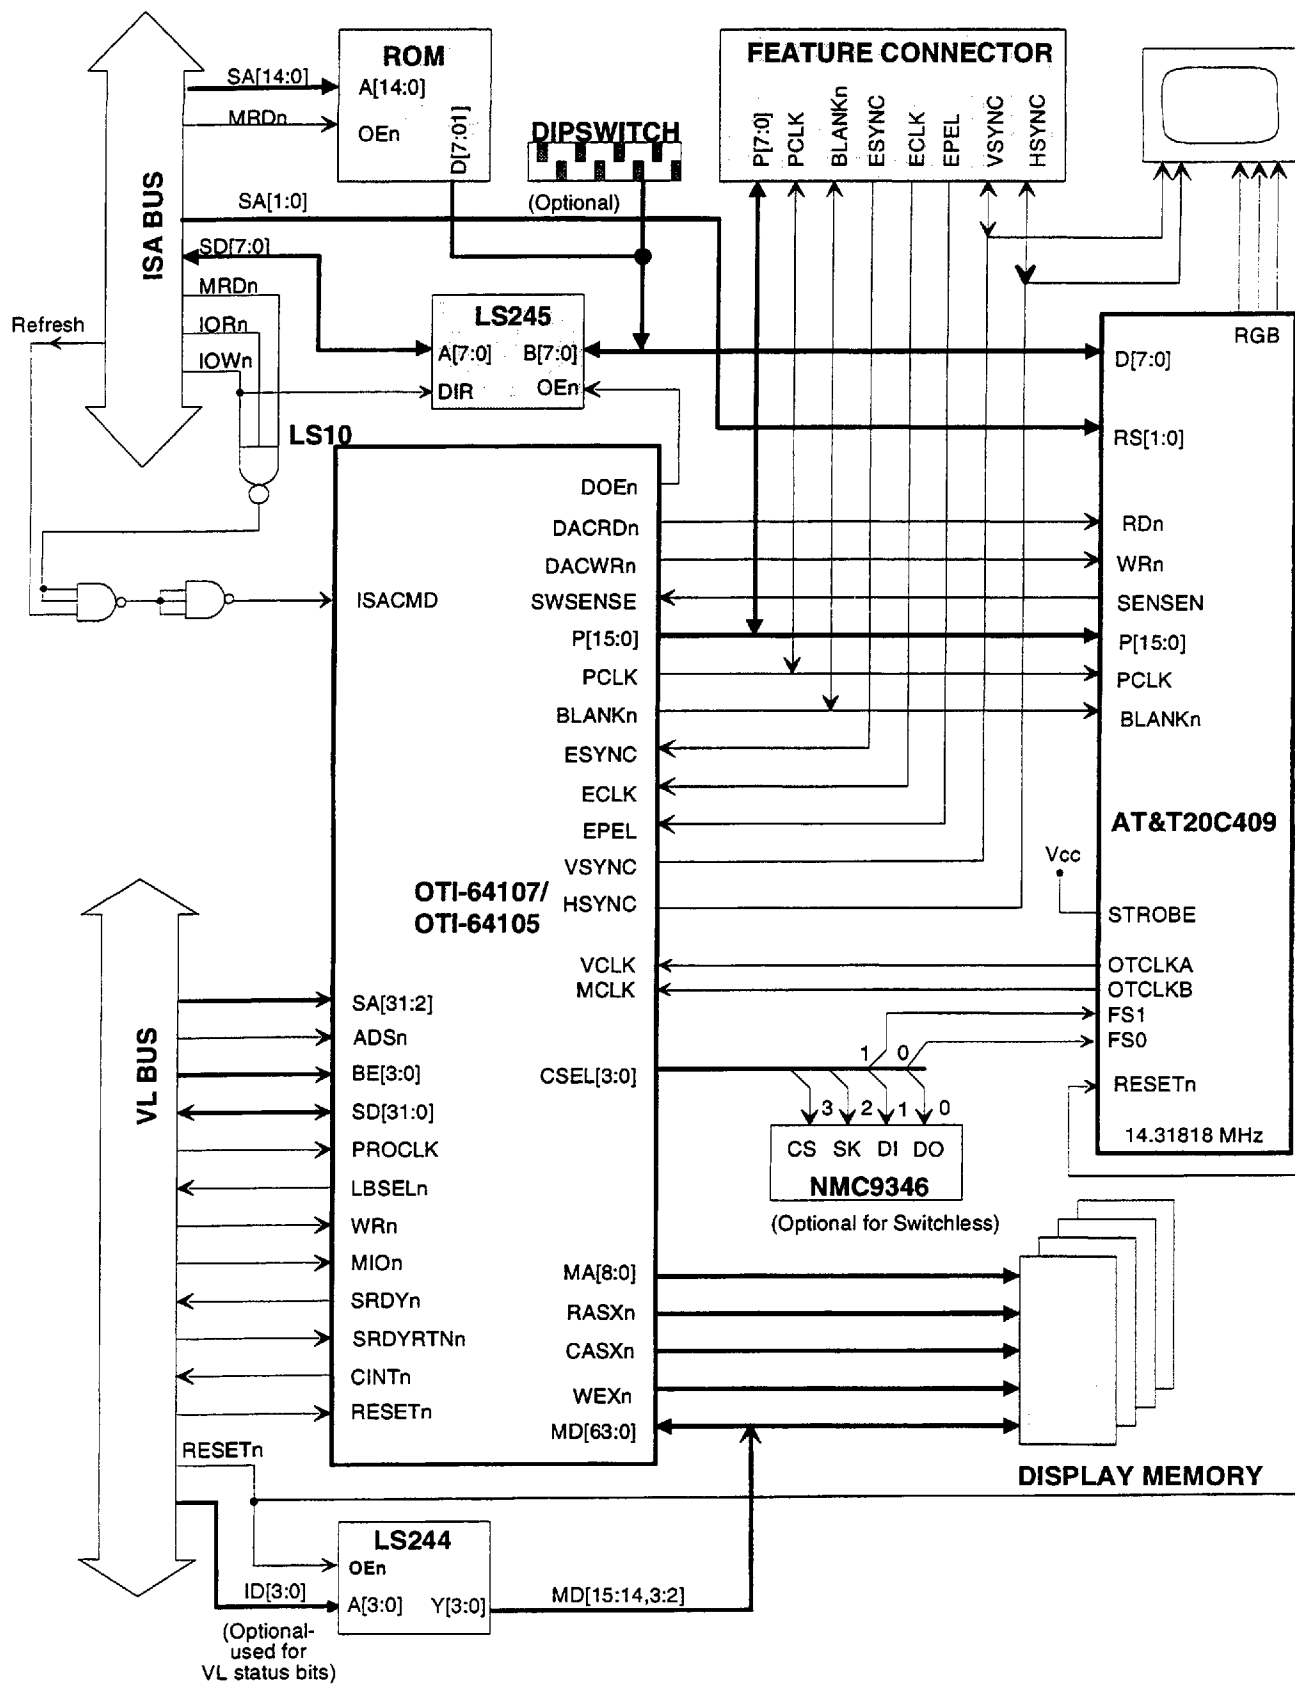 ROM
SA[14:0]
A[14:0]
MRDn
OEn
D[7:01]
DIPSWITCH
(Optional)
FEATURE CONNECTOR
P[7:0]
PCLK
BLANKn
ESYNC
ECLK
EPEL
VSYNC
HSYNC
ISA BUS
SA[1:0]
SD[7:0]
MRDn
IORn
IOWn
Refresh
LS245
A[7:0]
B[7:0]
DIR
OEn
LS10
RGB
D[7:0]
RS[1:0]
RDn
WRn
SENSEN
P[15:0]
PCLK
BLANKn
AT&T20C409
Vcc
STROBE
OTCLKA
OTCLKB
FS1
FS0
RESETn
14.31818 MHz
DOEn
DACRDn
DACWRn
ISACMD
SWSENSE
P[15:0]
PCLK
BLANKn
ESYNC
ECLK
EPEL
VSYNC
HSYNC
OTI-64107/
OTI-64105
VCLK
MCLK
CSEL[3:0]
1
0
3
2
1
0
CS
SK
DI
DO
NMC9346
(Optional for Switchless)
VL BUS
SA[31:2]
ADSn
BE[3:0]
SD[31:0]
PROCLK
LBSELn
WRn
MIOn
SRDYn
SRDYRTNn
CINTn
RESETn
MA[8:0]
RASXn
CASXn
WEXn
MD[63:0]
DISPLAY MEMORY
RESETn
LS244
OEn
ID[3:0]
A[3:0]
Y[3:0]
MD[15:14,3:2]
(Optional-
used for
VL status bits)